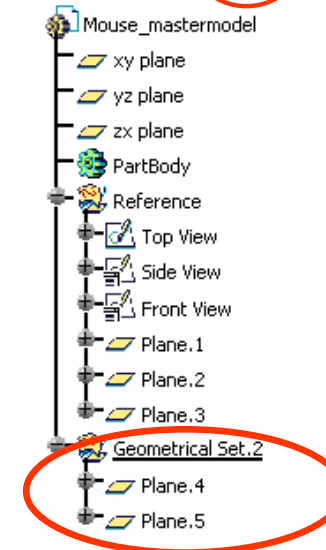 Mouse_mastermodel
xy plane
yz plane
zx plane
PartBody
Reference
Top View
Side View
Front View
Plane.1
Plane.2
Plane.3
Geometrical Set.2
Plane.4
Plane.5